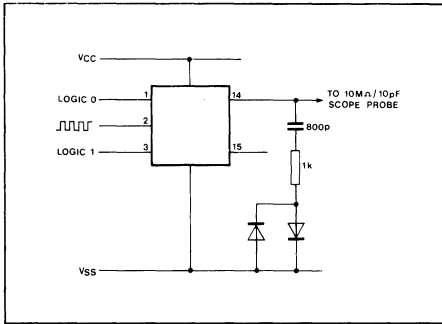 VCC
LOGIC 0
1
14
TO 10MΩ/10pF
SCOPE PROBE
2
800p
LOGIC 1
3
15
1k
VSS